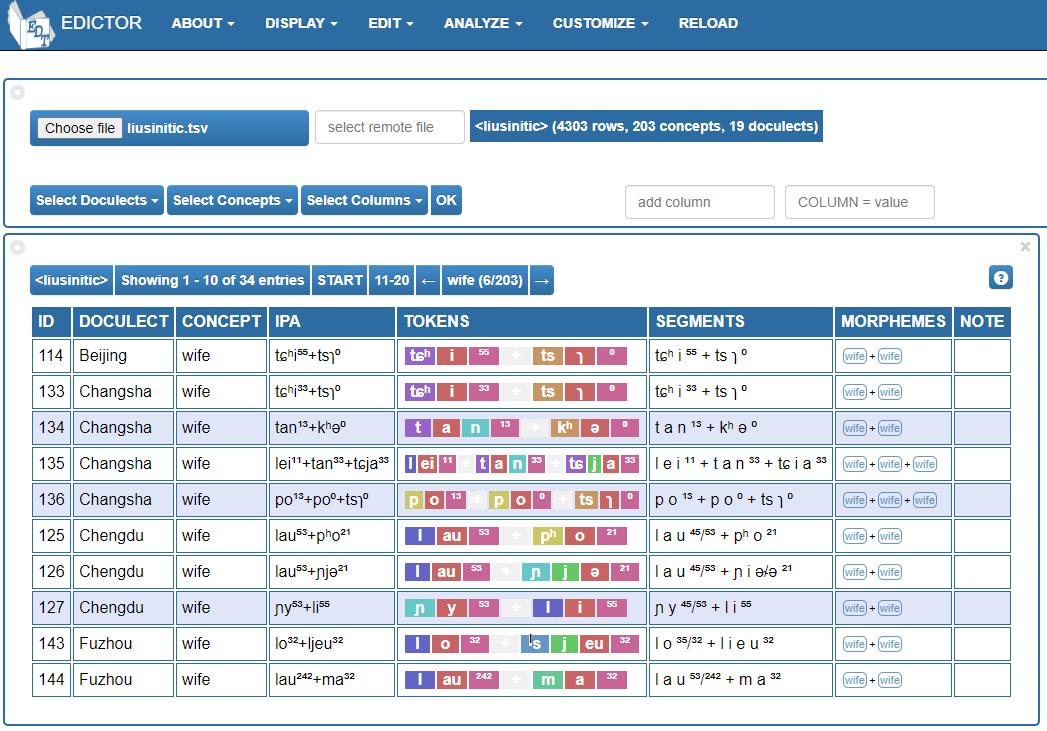 EDT EDICTOR ABOUT DISPLAY EDIT ANALYZE CUSTOMIZE RELOAD
Choose file liusinitic.tsv select remote file <liusinitic> (4303 rows, 203 concepts, 19 doculects)
Select Doculects Select Concepts Select Columns OK add column COLUMN = value
<liusinitic> Showing 1 - 10 of 34 entries START 11-20 ← wife (6/203) → ?
ID DOCULECT CONCEPT IPA TOKENS SEGMENTS MORPHEMES NOTE
114 Beijing wife tɕʰi⁵⁵+tsɿ⁰ tɕʰ i ⁵⁵ + ts ɿ ⁰ tɕʰ i ⁵⁵ + ts ɿ ⁰ wife + wife
133 Changsha wife tɕʰi³³+tsɿ⁰ tɕʰ i ³³ + ts ɿ ⁰ tɕʰ i ³³ + ts ɿ ⁰ wife + wife
134 Changsha wife tan¹³+kʰə⁰ t a n ¹³ + kʰ ə ⁰ t a n ¹³ + kʰ ə ⁰ wife + wife
135 Changsha wife lei¹¹+tan³³+tɕja³³ l ei ¹¹ + t a n ³³ + tɕ j a ³³ l e i ¹¹ + t a n ³³ + tɕ i a ³³ wife + wife + wife
136 Changsha wife po¹³+po⁰+tsɿ⁰ p o ¹³ + p o ⁰ + ts ɿ ⁰ p o ¹³ + p o ⁰ + ts ɿ ⁰ wife + wife + wife
125 Chengdu wife lau⁵³+pʰo²¹ l au ⁵³ + pʰ o ²¹ l a u ⁴⁵/⁵³ + pʰ o ²¹ wife + wife
126 Chengdu wife lau⁵³+ɲjə²¹ l au ⁵³ + ɲ j ə ²¹ l a u ⁴⁵/⁵³ + ɲ i ə/ə ²¹ wife + wife
127 Chengdu wife ɲy⁵³+li⁵⁵ ɲ y ⁵³ + l i ⁵⁵ ɲ y ⁴⁵/⁵³ + l i ⁵⁵ wife + wife
143 Fuzhou wife lo³²+ljeu³² l o ³² + s j eu ³² l o ³⁵/³² + l i e u ³² wife + wife
144 Fuzhou wife lau²⁴²+ma³² l au ²⁴² + m a ³² l a u ⁵³/²⁴² + m a ³² wife + wife